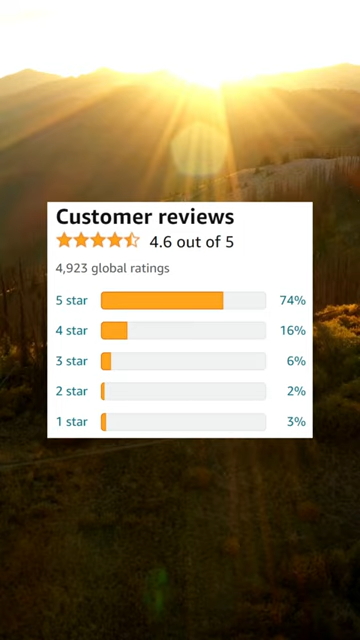 Customer reviews
4.6 out of 5
4,923 global ratings
5 star 74%
4 star 16%
3 star 6%
2 star 2%
1 star 3%